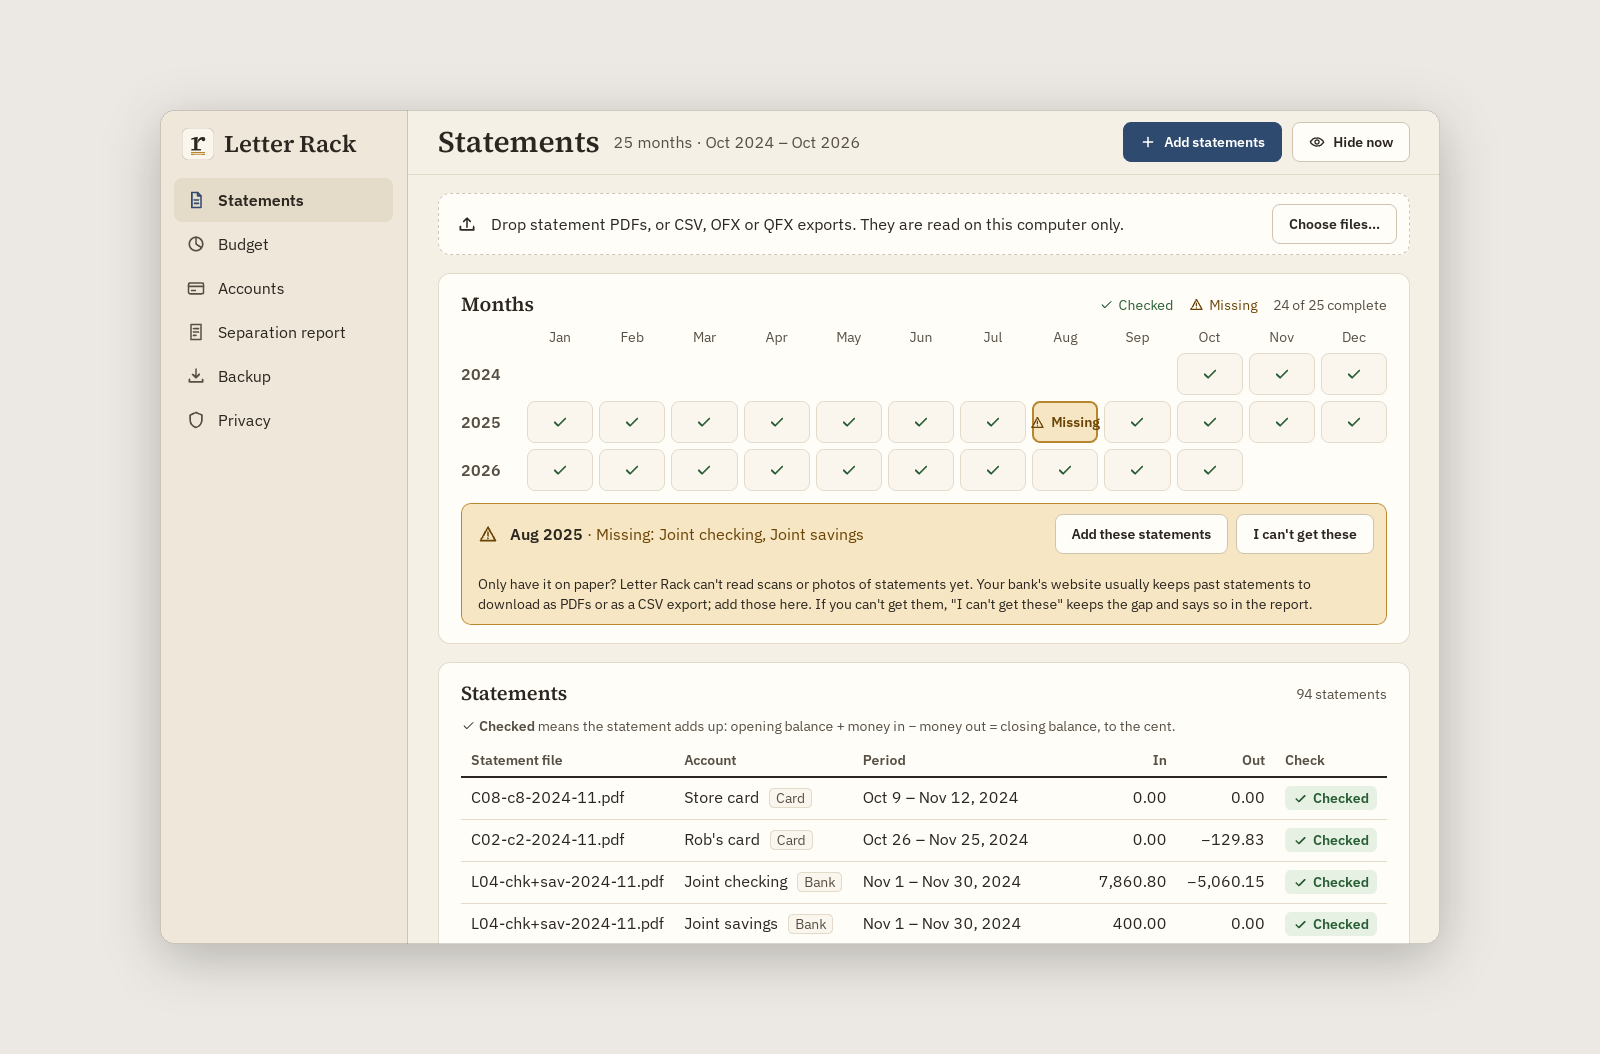 r Letter Rack
Statements
Budget
Accounts
Separation report
Backup
Privacy
Statements 25 months · Oct 2024 – Oct 2026
Add statements
Hide now
Drop statement PDFs, or CSV, OFX or QFX exports. They are read on this computer only.
Choose files...
Months
Checked Missing 24 of 25 complete
Jan Feb Mar Apr May Jun Jul Aug Sep Oct Nov Dec
2024
2025 Missing
2026
Aug 2025 · Missing: Joint checking, Joint savings
Add these statements
I can't get these
Only have it on paper? Letter Rack can't read scans or photos of statements yet. Your bank's website usually keeps past statements to
download as PDFs or as a CSV export; add those here. If you can't get them, "I can't get these" keeps the gap and says so in the report.
Statements
94 statements
Checked means the statement adds up: opening balance + money in − money out = closing balance, to the cent.
Statement file Account Period In Out Check
C08-c8-2024-11.pdf Store card Card Oct 9 – Nov 12, 2024 0.00 0.00 Checked
C02-c2-2024-11.pdf Rob's card Card Oct 26 – Nov 25, 2024 0.00 −129.83 Checked
L04-chk+sav-2024-11.pdf Joint checking Bank Nov 1 – Nov 30, 2024 7,860.80 −5,060.15 Checked
L04-chk+sav-2024-11.pdf Joint savings Bank Nov 1 – Nov 30, 2024 400.00 0.00 Checked